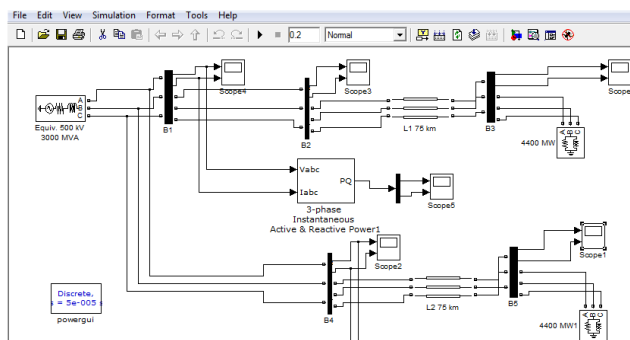 File Edit View Simulation Format Tools Help
0.2 Normal
Scope4
Scope3
Scope
A
B
C
Equiv. 500 kV
3000 MVA
B1
B2
L1 75 km
B3
A B C
4400 MW
Vabc
Iabc
PQ
Scope5
3-phase
Instantaneous
Active & Reactive Power1
Scope2
Scope1
Discrete,
= 5e-005 s
powergui
B4
L2 75 km
B5
A B C
4400 MW1